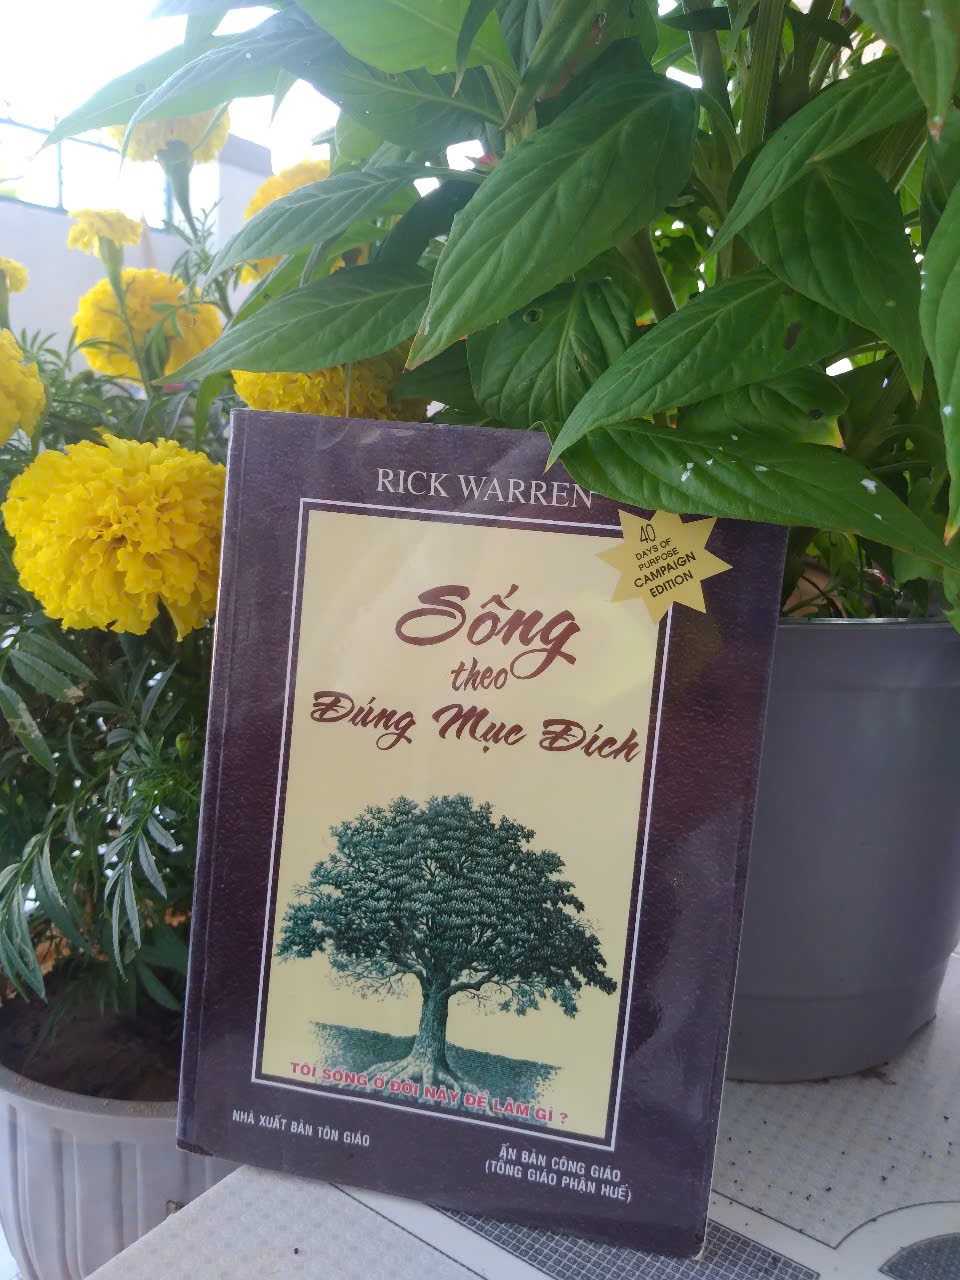 RICK WARREN
40
DAYS OF
PURPOSE
CAMPAIGN
EDITION
Sống
theo
Đúng Mục Đích
TÔI SỐNG Ở ĐỜI NÀY ĐỂ LÀM GÌ ?
NHÀ XUẤT BẢN TÔN GIÁO
ẤN BẢN CÔNG GIÁO
(TỔNG GIÁO PHẬN HUẾ)